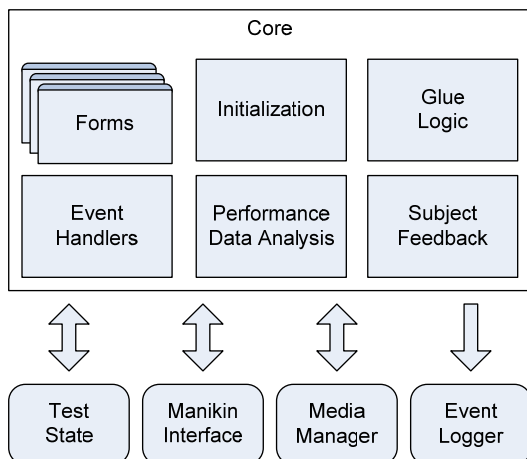 Core
Forms
Initialization
Glue
Logic
Event
Handlers
Performance
Data Analysis
Subject
Feedback
Test
State
Manikin
Interface
Media
Manager
Event
Logger